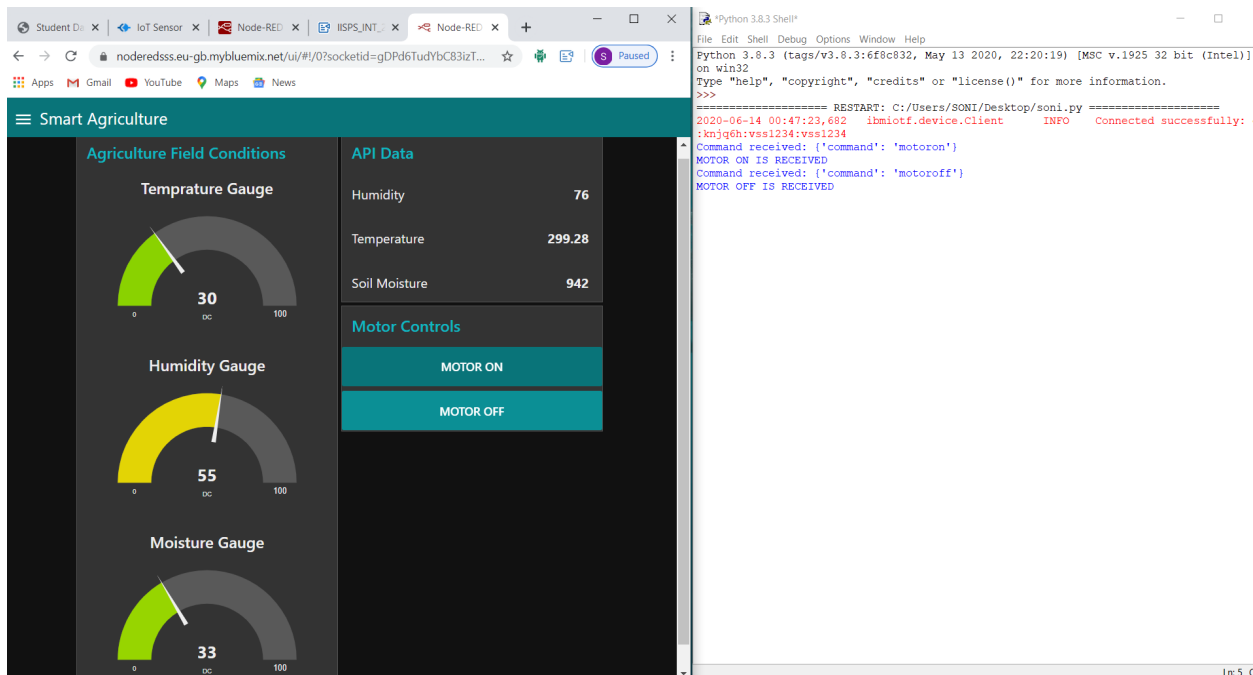 Student Da
IoT Sensor
Node-RED
IISPS_INT_
Node-RED
noderedsss.eu-gb.mybluemix.net/ui/#!/0?socketid=gDPd6TudYbC83izT...
S Paused
Apps Gmail YouTube Maps News
Smart Agriculture
Agriculture Field Conditions
Temprature Gauge
30
0 DC 100
Humidity Gauge
55
0 DC 100
Moisture Gauge
33
0 DC 100
API Data
Humidity 76
Temperature 299.28
Soil Moisture 942
Motor Controls
MOTOR ON
MOTOR OFF
*Python 3.8.3 Shell*
File Edit Shell Debug Options Window Help
Python 3.8.3 (tags/v3.8.3:6f8c832, May 13 2020, 22:20:19) [MSC v.1925 32 bit (Intel)]
on win32
Type "help", "copyright", "credits" or "license()" for more information.
>>>
==================== RESTART: C:/Users/SONI/Desktop/soni.py ====================
2020-06-14 00:47:23,682 ibmiotf.device.Client INFO Connected successfully:
:knjq6h:vss1234:vss1234
Command received: {'command': 'motoron'}
MOTOR ON IS RECEIVED
Command received: {'command': 'motoroff'}
MOTOR OFF IS RECEIVED
Ln: 5